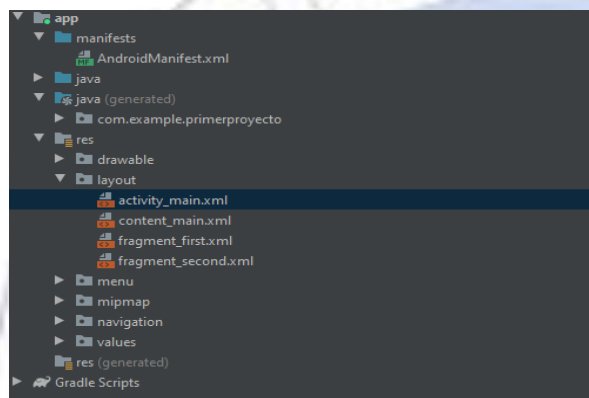 app
manifests
AndroidManifest.xml
java
java (generated)
com.example.primerproyecto
res
drawable
layout
activity_main.xml
content_main.xml
fragment_first.xml
fragment_second.xml
menu
mipmap
navigation
values
res (generated)
Gradle Scripts